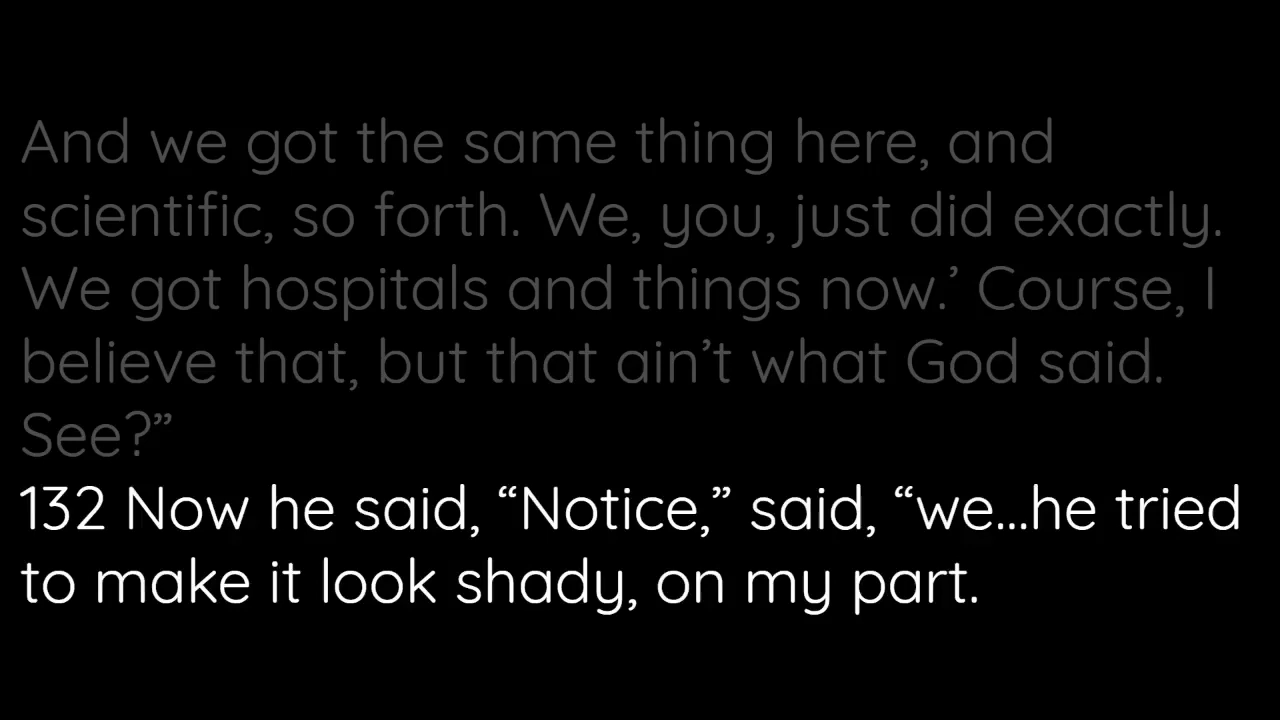 And we got the same thing here, and
scientific, so forth. We, you, just did exactly.
We got hospitals and things now.’ Course, I
believe that, but that ain’t what God said.
See?”
132 Now he said, “Notice,” said, “we...he tried
to make it look shady, on my part.